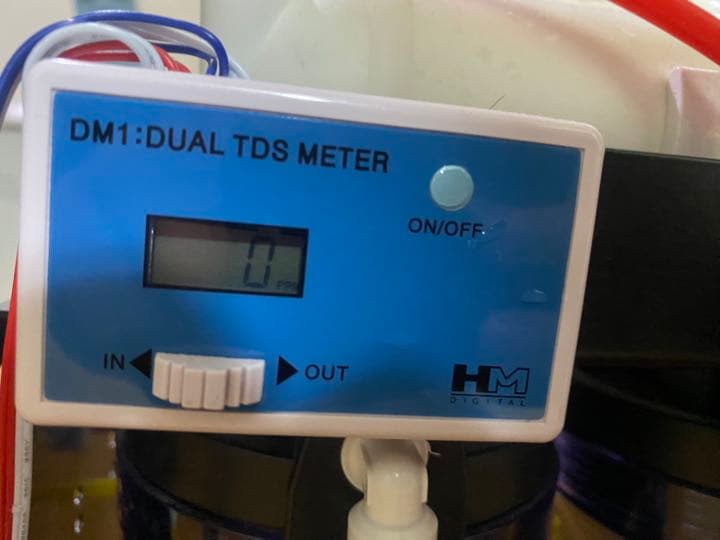 DM1:DUAL TDS METER
ON/OFF
0 PPM
IN
OUT
HM
DIGITAL